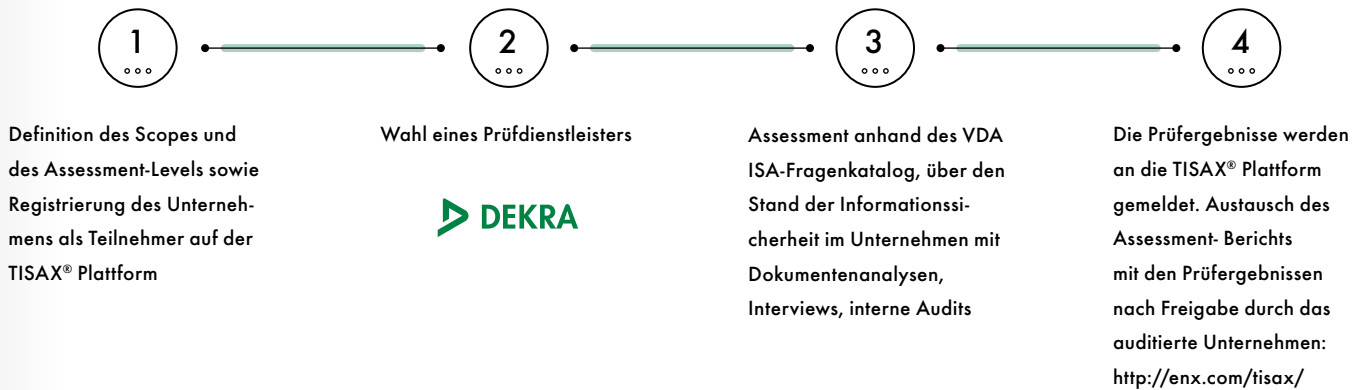 1
2
3
4
Definition des Scopes und
des Assessment-Levels sowie
Registrierung des Unterneh-
mens als Teilnehmer auf der
TISAX® Plattform
Wahl eines Prüfdienstleisters
DEKRA
Assessment anhand des VDA
ISA-Fragenkatalog, über den
Stand der Informationssi-
cherheit im Unternehmen mit
Dokumentenanalysen,
Interviews, interne Audits
Die Prüfergebnisse werden
an die TISAX® Plattform
gemeldet. Austausch des
Assessment- Berichts
mit den Prüfergebnissen
nach Freigabe durch das
auditierte Unternehmen:
http://enx.com/tisax/